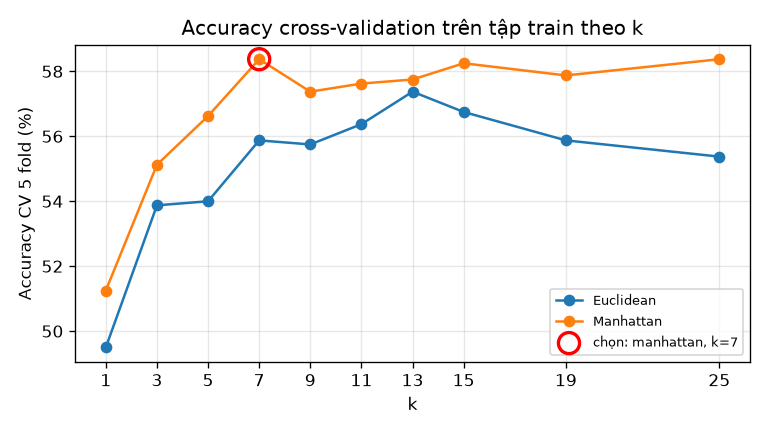 Accuracy cross-validation trên tập train theo k
Accuracy CV 5 fold (%)
58
56
54
52
50
1 3 5 7 9 11 13 15 19 25
k
Euclidean
Manhattan
chọn: manhattan, k=7